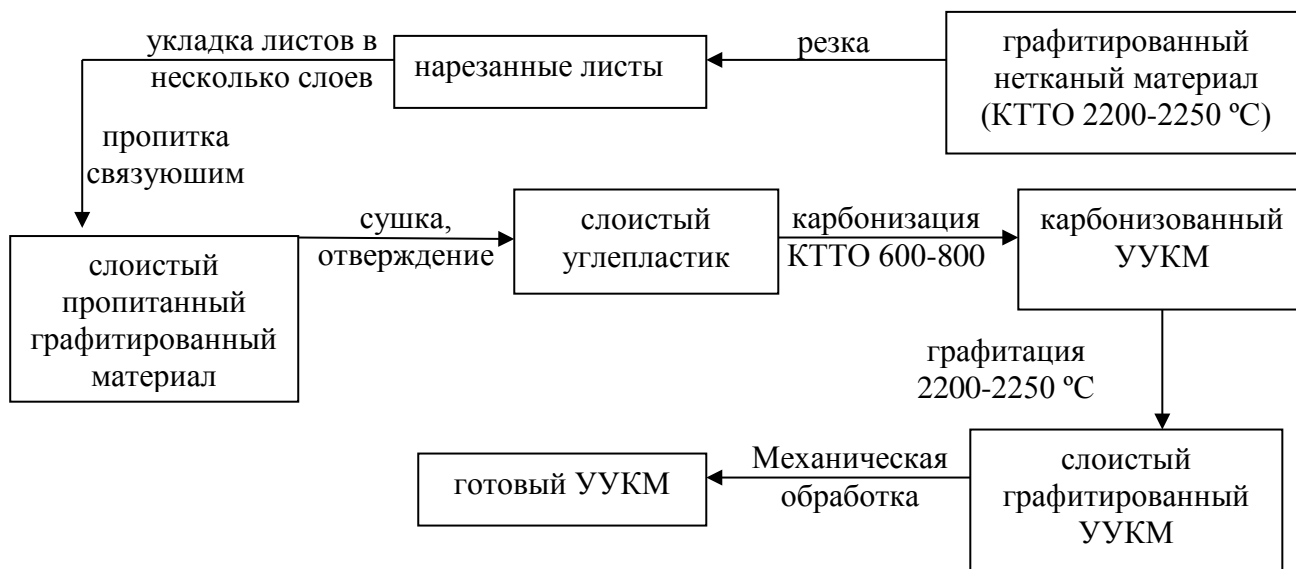 графитированный
нетканый материал
(КТТО 2200-2250 ºС)
резка
нарезанные листы
укладка листов в
несколько слоев
пропитка
связуюшим
слоистый
пропитанный
графитированный
материал
сушка,
отверждение
слоистый
углепластик
карбонизация
КТТО 600-800
карбонизованный
УУКМ
графитация
2200-2250 ºС
слоистый
графитированный
УУКМ
Механическая
обработка
готовый УУКМ